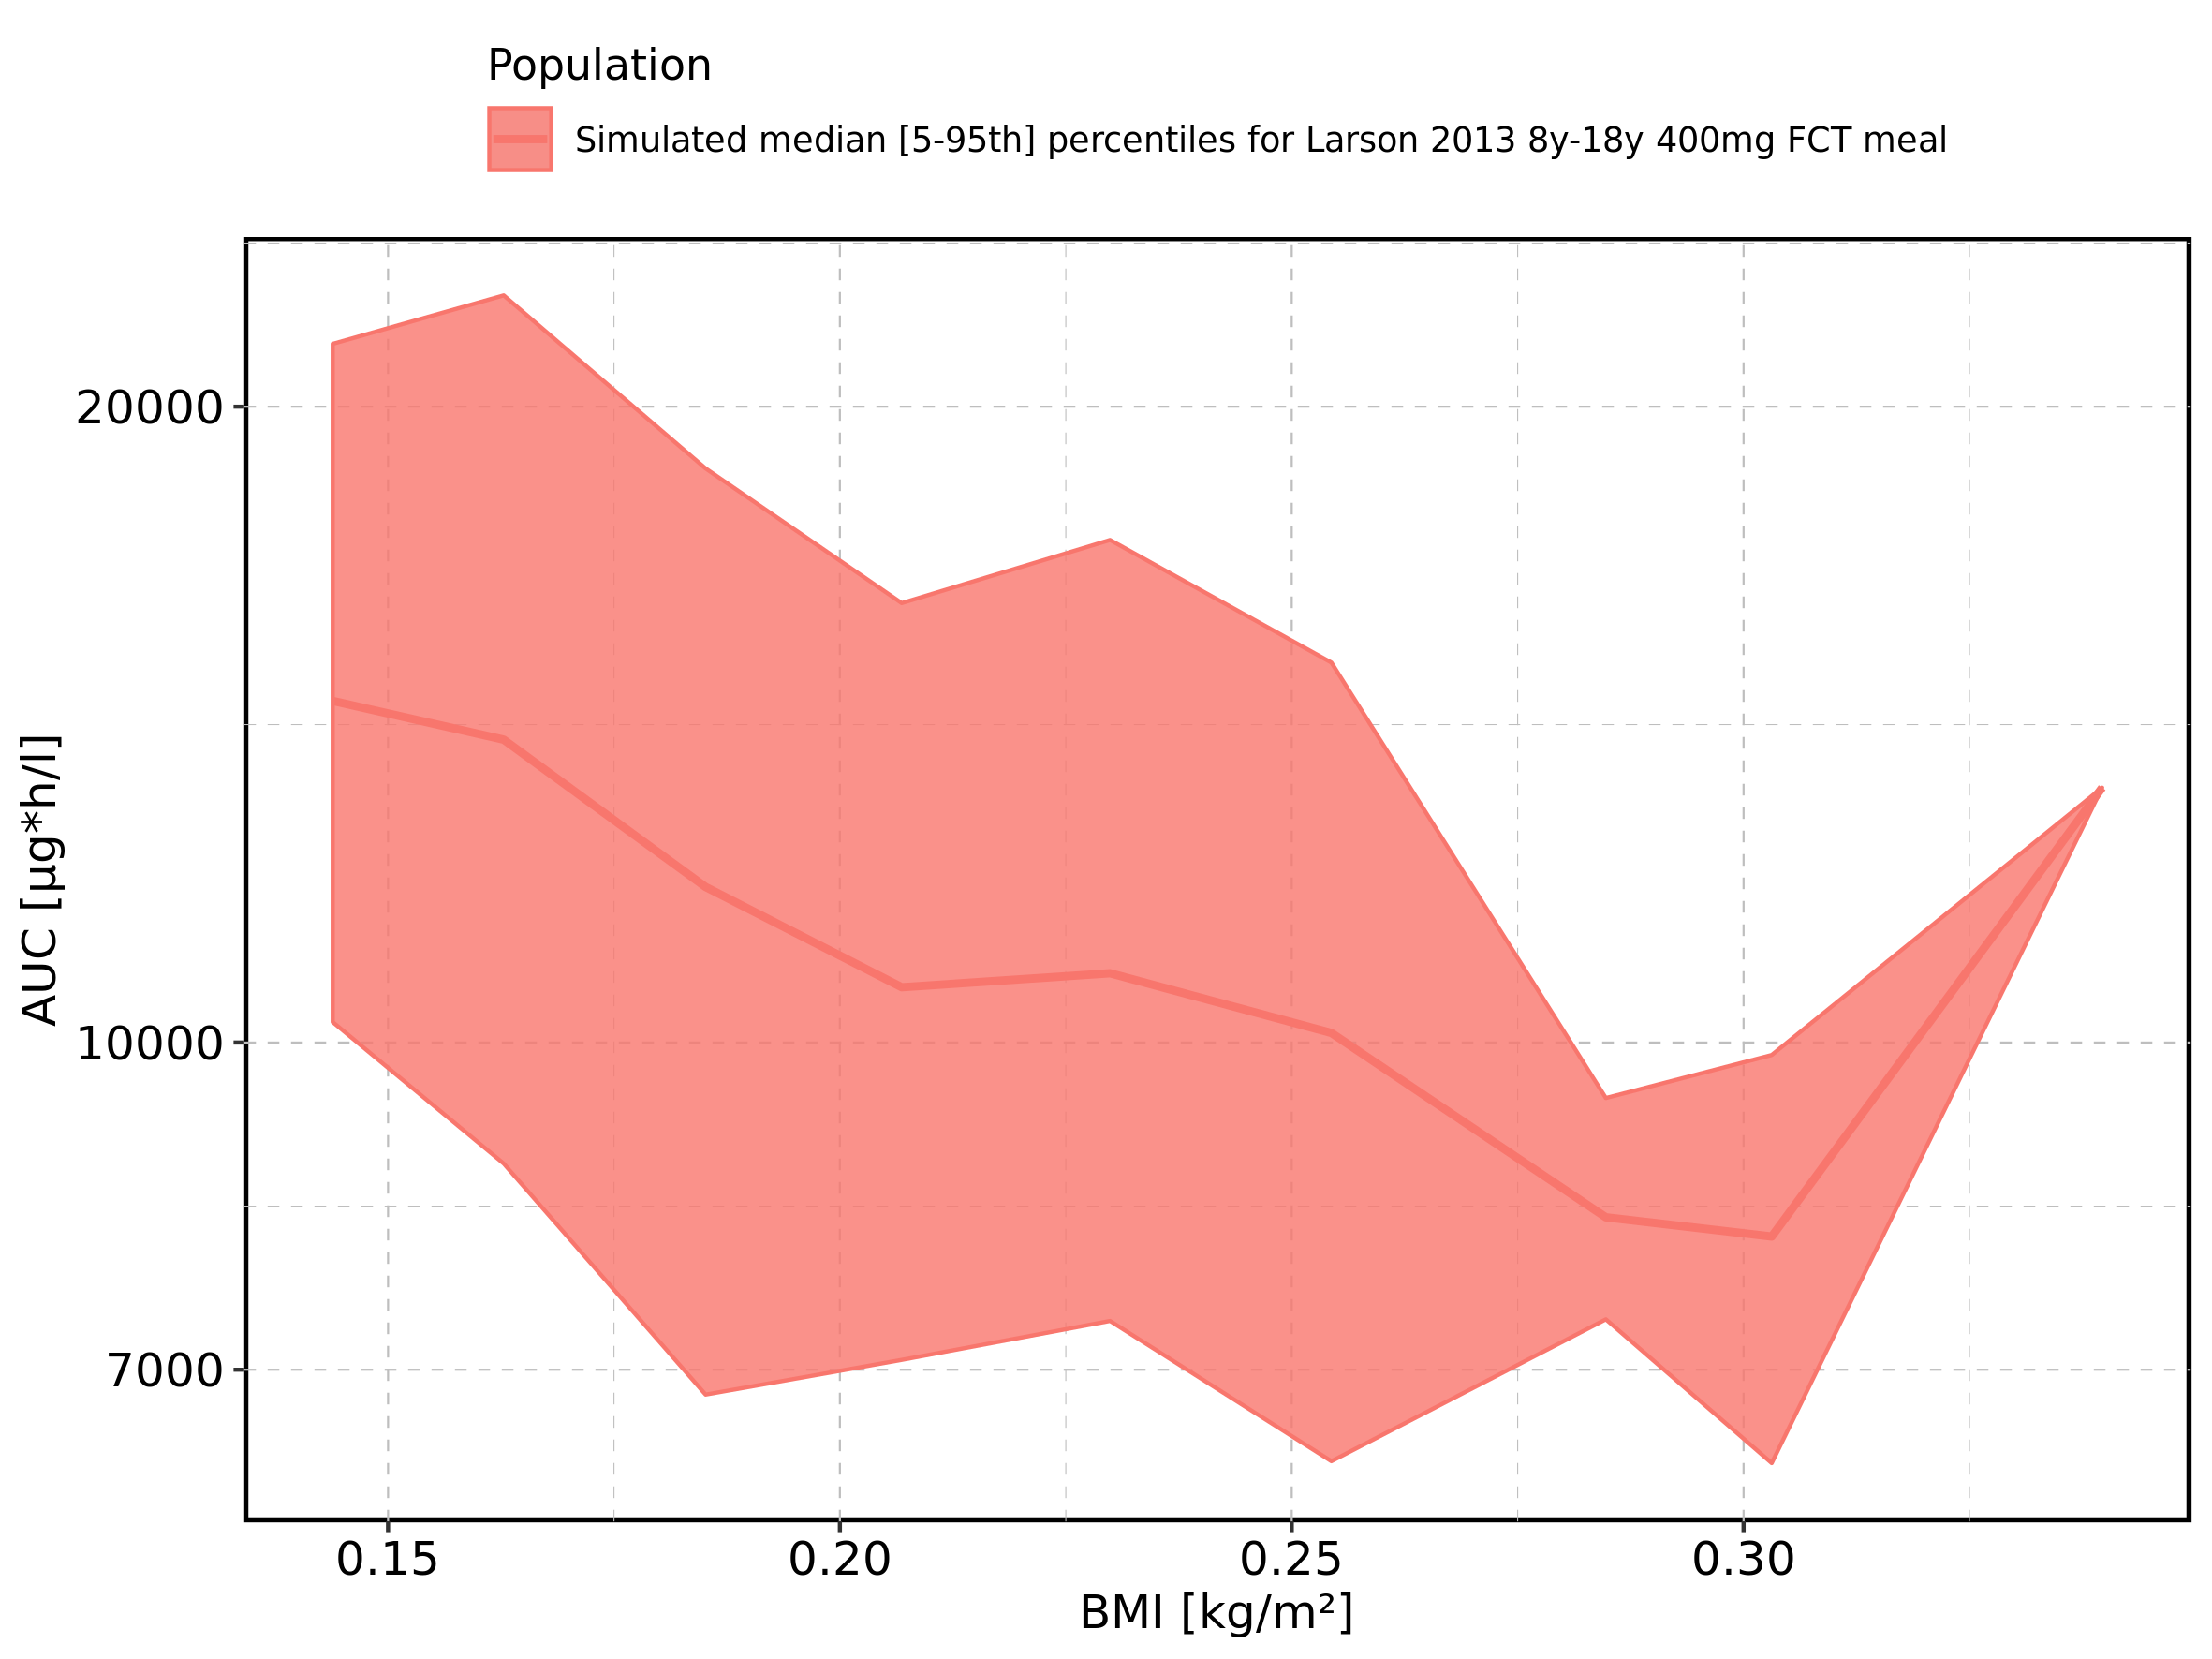 Population
Simulated median [5-95th] percentiles for Larson 2013 8y-18y 400mg FCT meal
20000
10000
7000
AUC [µg*h/l]
0.15 0.20 0.25 0.30
BMI [kg/m²]